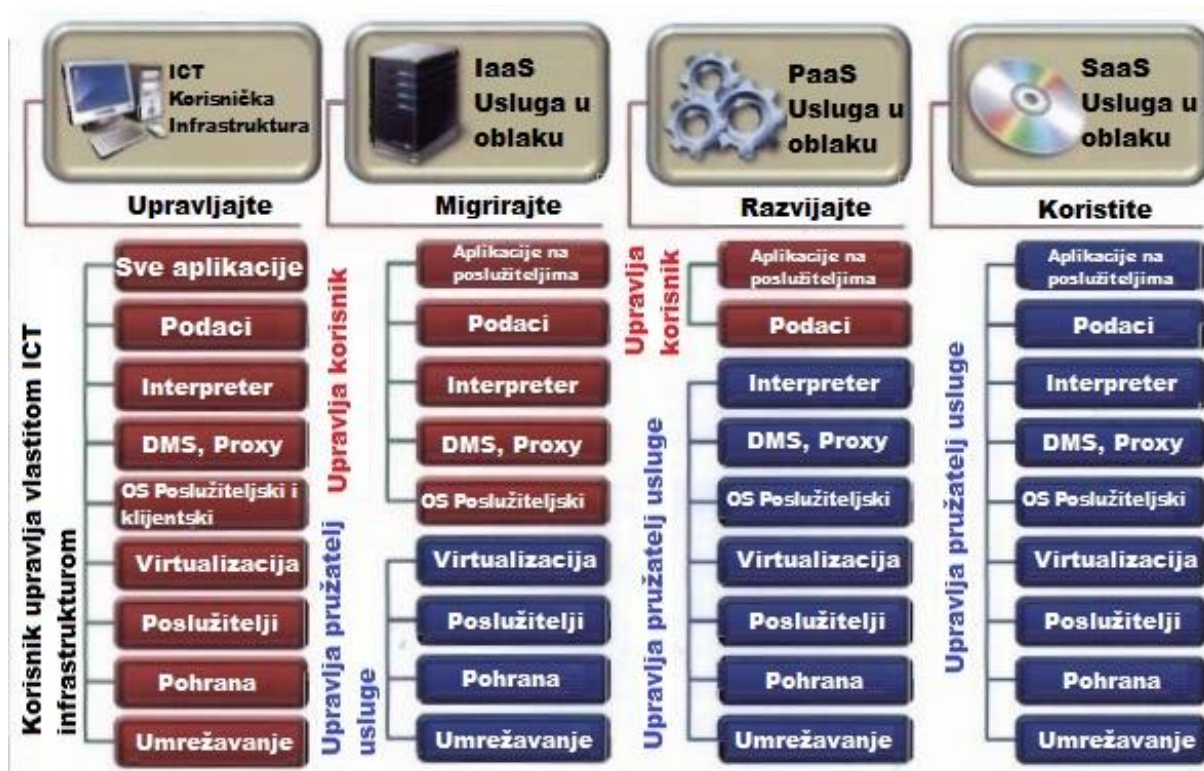 ICT
Korisnička
Infrastruktura
Upravljajte
IaaS
Usluga u
oblaku
Migrirajte
PaaS
Usluga u
oblaku
Razvijajte
SaaS
Usluga u
oblaku
Koristite
Korisnik upravlja vlastitom ICT
infrastrukturom
Sve aplikacije
Podaci
Interpreter
DMS, Proxy
OS Poslužiteljski i
klijentski
Virtualizacija
Poslužitelji
Pohrana
Umrežavanje
Upravlja korisnik
Upravlja pružatelj
usluge
Aplikacije na
poslužiteljima
Podaci
Interpreter
DMS, Proxy
OS Poslužiteljski
Virtualizacija
Poslužitelji
Pohrana
Umrežavanje
Upravlja
korisnik
Upravlja pružatelj usluge
Aplikacije na
poslužiteljima
Podaci
Interpreter
DMS, Proxy
OS Poslužiteljski
Virtualizacija
Poslužitelji
Pohrana
Umrežavanje
Upravlja pružatelj usluge
Aplikacije na
poslužiteljima
Podaci
Interpreter
DMS, Proxy
OS Poslužiteljski
Virtualizacija
Poslužitelji
Pohrana
Umrežavanje